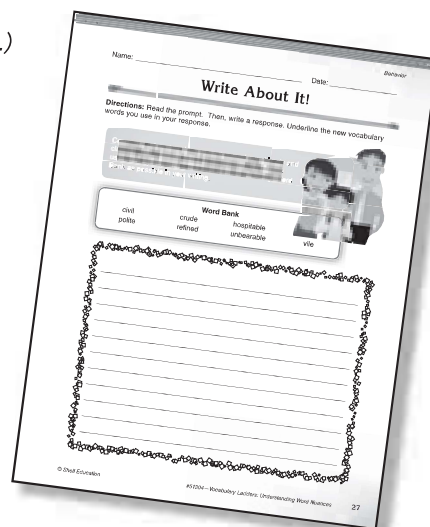 .)
Name:
Date:
Behavior
Write About It!
Directions: Read the prompt. Then, write a response. Underline the new vocabulary
words you use in your response.
Word Bank
civil crude hospitable
polite refined unbearable vile
© Shell Education
#51304—Vocabulary Ladders: Understanding Word Nuances
27